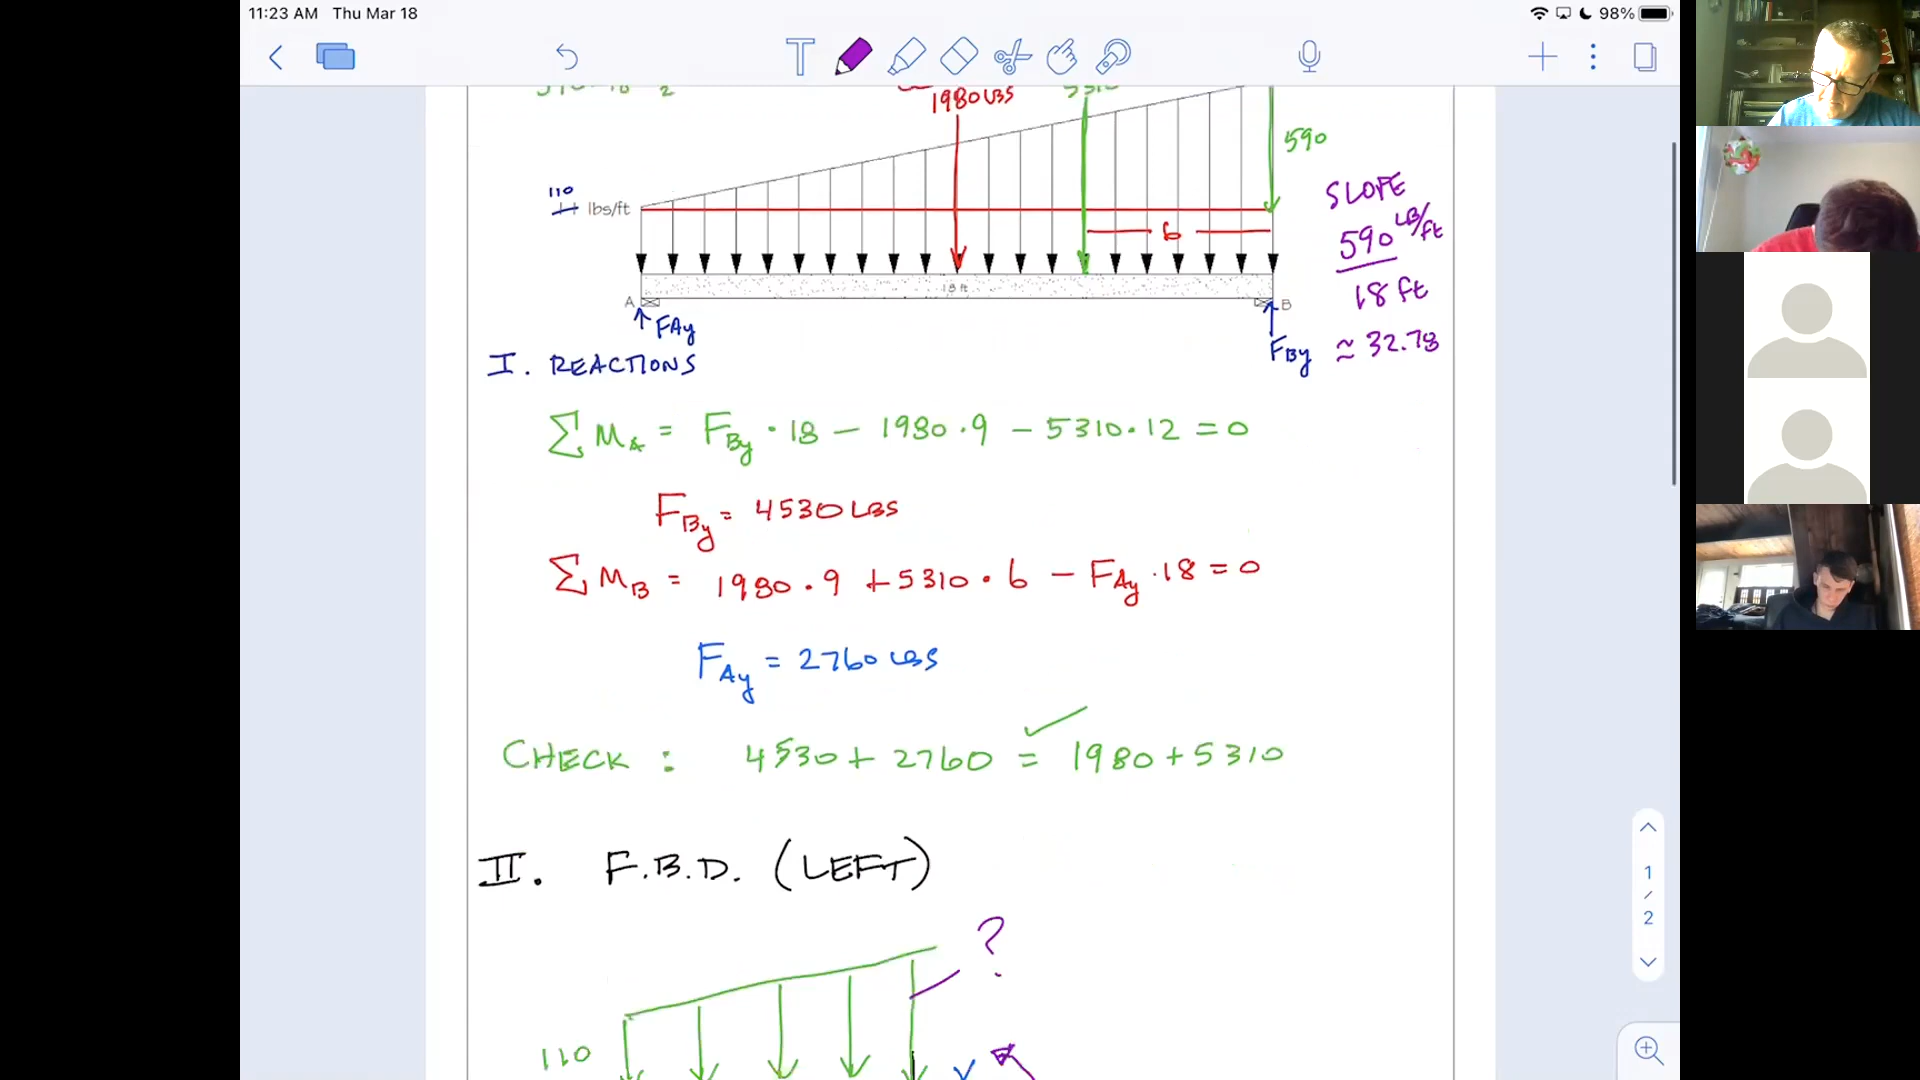 11:23 AM Thu Mar 18
98%
T
1980 LBS
5310
590
110
lbs/ft
6
18 ft
A
B
FAy
FBy
SLOPE
590 LB/ft
18 ft
≈ 32.78
I. REACTIONS
ΣMA = FBy · 18 - 1980 · 9 - 5310 · 12 = 0
FBy = 4530 LBS
ΣMB = 1980 · 9 + 5310 · 6 - FAy · 18 = 0
FAy = 2760 LBS
CHECK : 4530 + 2760 = 1980 + 5310
II. F.B.D. (LEFT)
?
110
1
/
2